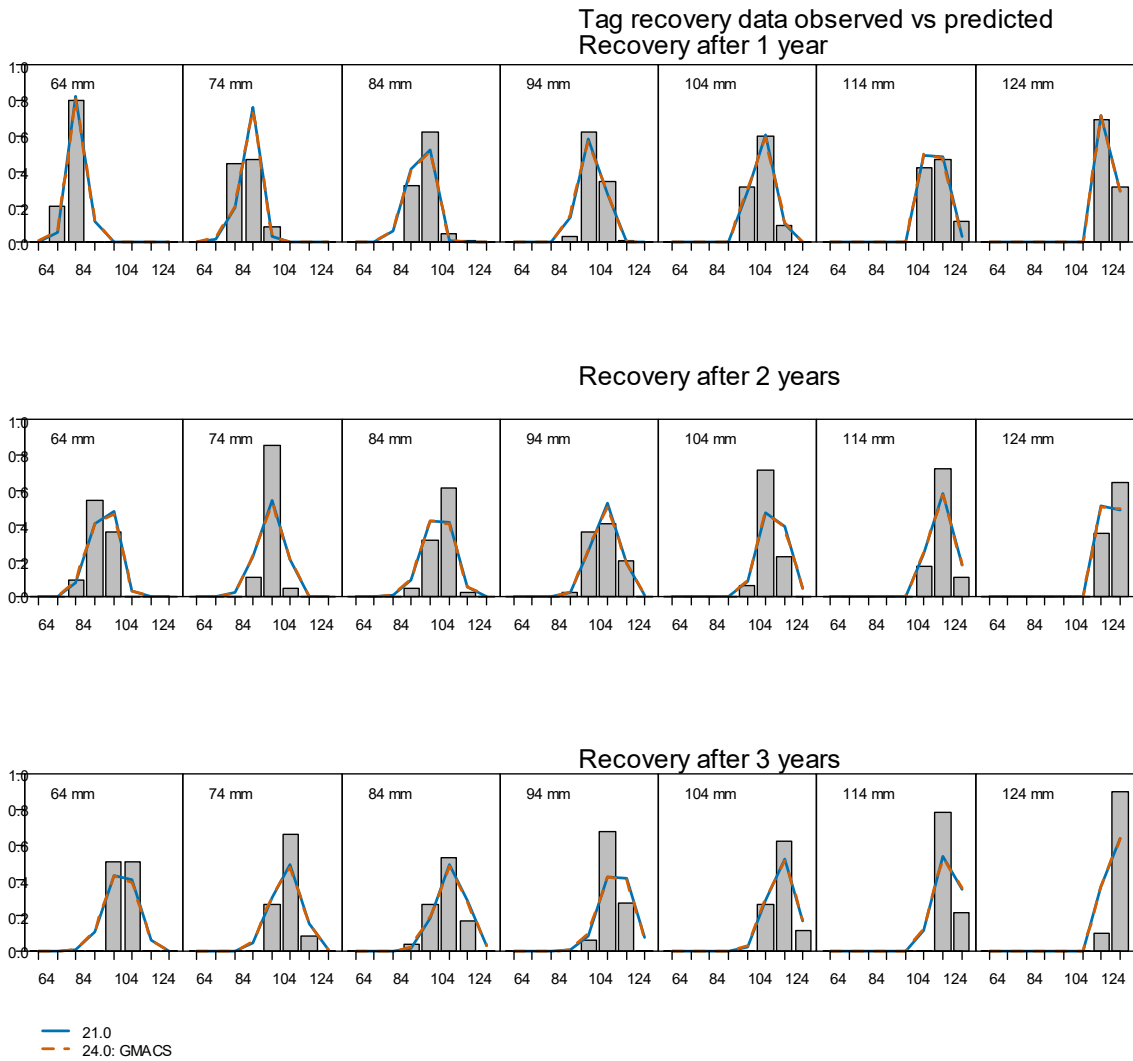 Tag recovery data observed vs predicted
Recovery after 1 year
1.0
0.8
0.6
0.4
0.2
0.0
64 mm 74 mm 84 mm 94 mm 104 mm 114 mm 124 mm
64 84 104 124 64 84 104 124 64 84 104 124 64 84 104 124 64 84 104 124 64 84 104 124 64 84 104 124
Recovery after 2 years
1.0
0.8
0.6
0.4
0.2
0.0
64 mm 74 mm 84 mm 94 mm 104 mm 114 mm 124 mm
64 84 104 124 64 84 104 124 64 84 104 124 64 84 104 124 64 84 104 124 64 84 104 124 64 84 104 124
Recovery after 3 years
1.0
0.8
0.6
0.4
0.2
0.0
64 mm 74 mm 84 mm 94 mm 104 mm 114 mm 124 mm
64 84 104 124 64 84 104 124 64 84 104 124 64 84 104 124 64 84 104 124 64 84 104 124 64 84 104 124
21.0
24.0: GMACS